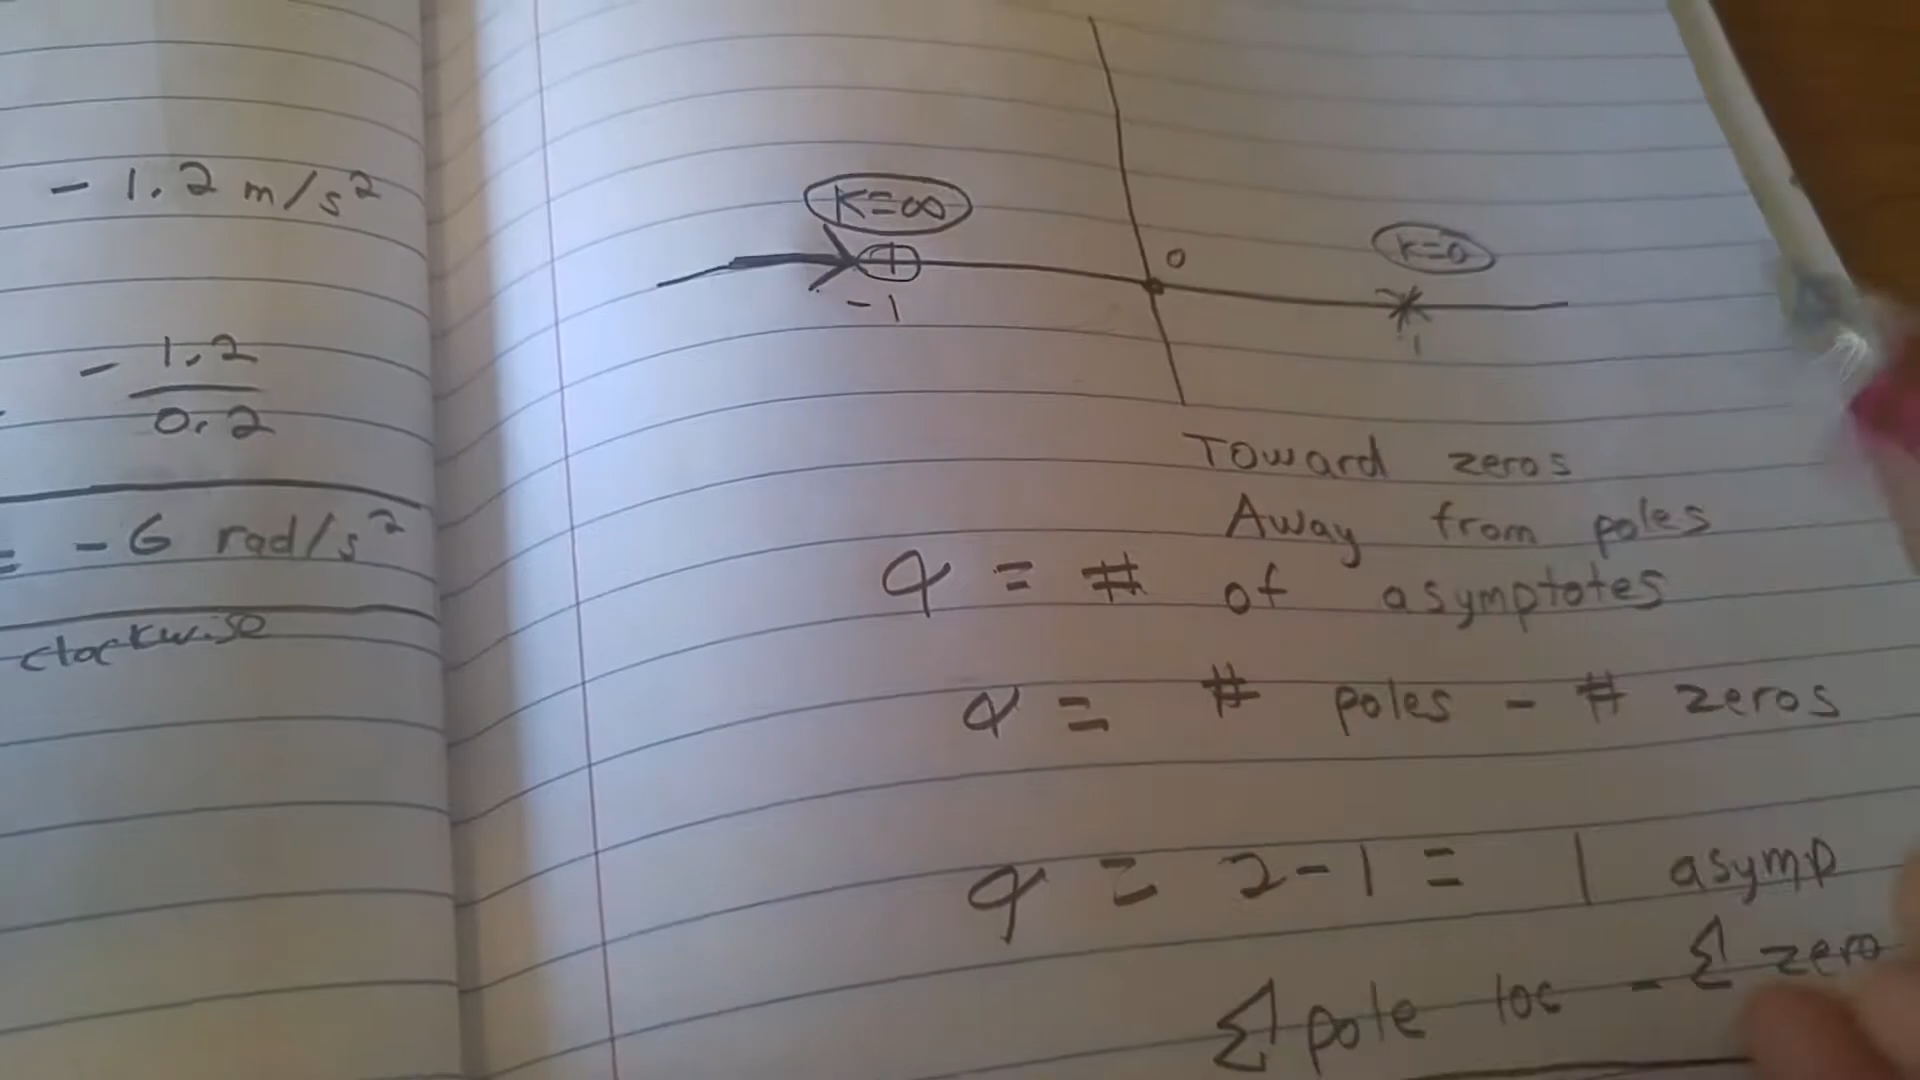 - 1.2 m/s²
- 1.2
0.2
= - 6 rad/s²
clockwise
K=∞
-1
0
K=0
1
Toward zeros
Away from poles
α = # of asymptotes
α = # poles - # zeros
α = 2-1 = 1 asymp
Σ pole loc - Σ zero